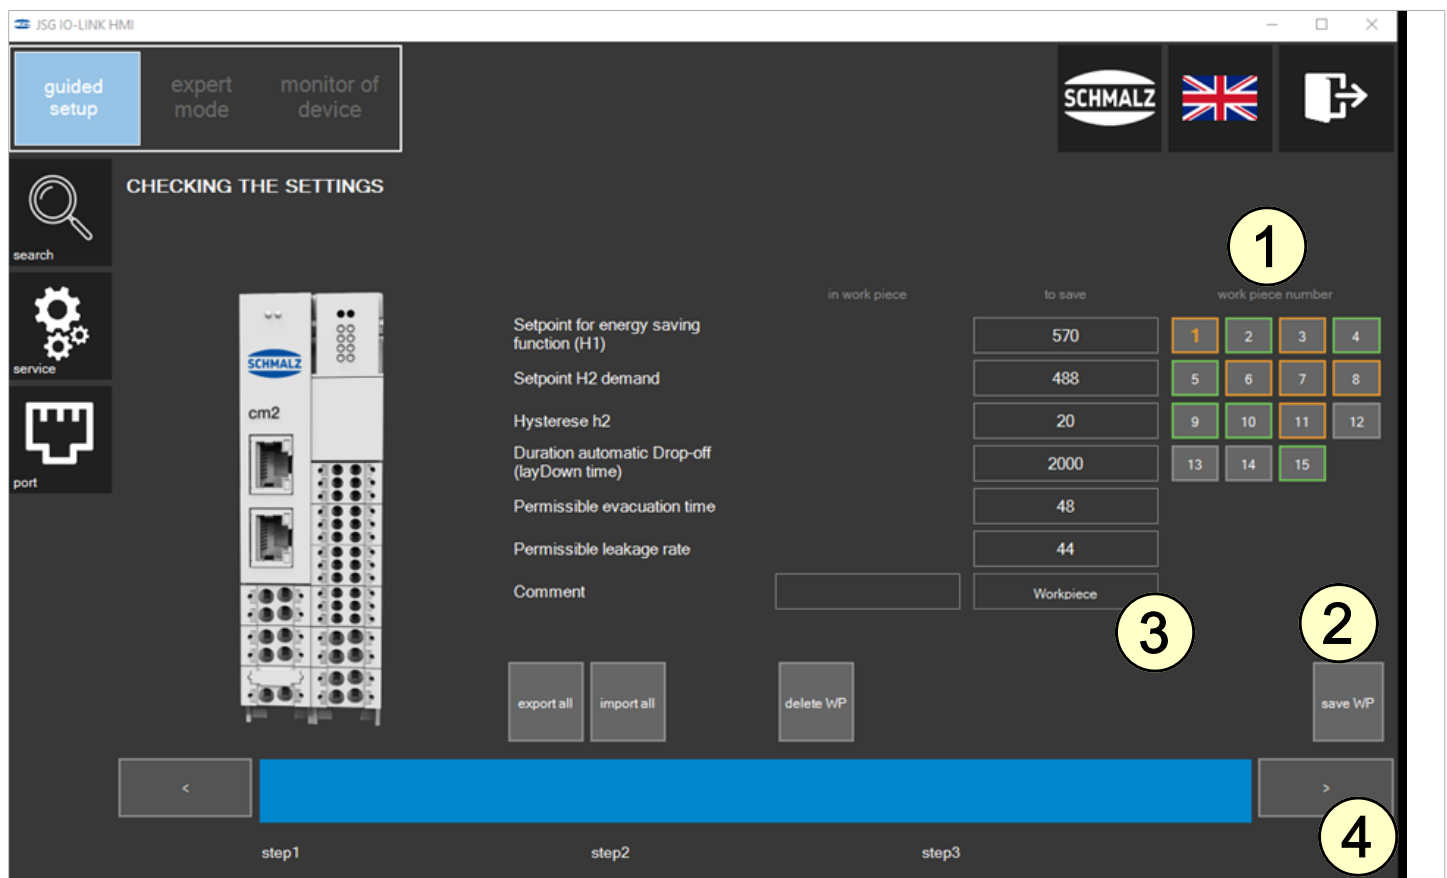 JSG IO-LINK HMI
guided
setup
expert
mode
monitor of
device
SCHMALZ
search
CHECKING THE SETTINGS
1
in work piece
to save
work piece number
service
SCHMALZ
cm2
Setpoint for energy saving
function (H1)
570
1 2 3 4
Setpoint H2 demand
488
5 6 7 8
Hysterese h2
20
9 10 11 12
Duration automatic Drop-off
(layDown time)
2000
13 14 15
port
Permissible evacuation time
48
Permissible leakage rate
44
Comment
Workpiece
3
2
export all
import all
delete WP
save WP
<
>
4
step1
step2
step3